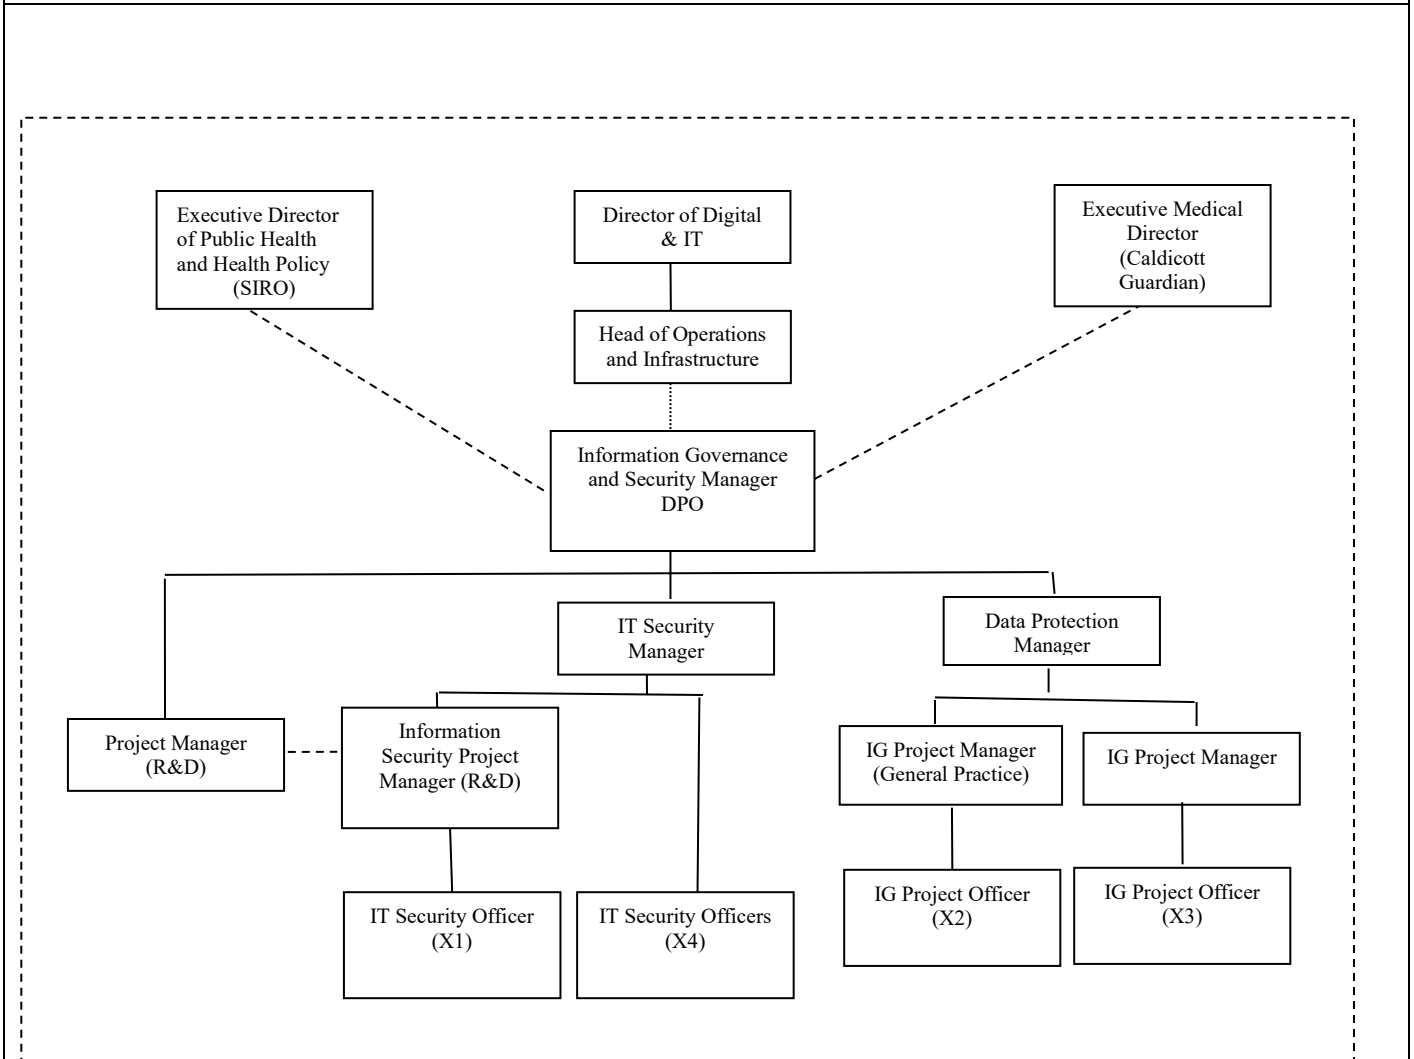 Executive Director
of Public Health
and Health Policy
(SIRO)
Director of Digital
& IT
Executive Medical
Director
(Caldicott
Guardian)
Head of Operations
and Infrastructure
Information Governance
and Security Manager
DPO
IT Security
Manager
Data Protection
Manager
Project Manager
(R&D)
Information
Security Project
Manager (R&D)
IG Project Manager
(General Practice)
IG Project Manager
IT Security Officer
(X1)
IT Security Officers
(X4)
IG Project Officer
(X2)
IG Project Officer
(X3)